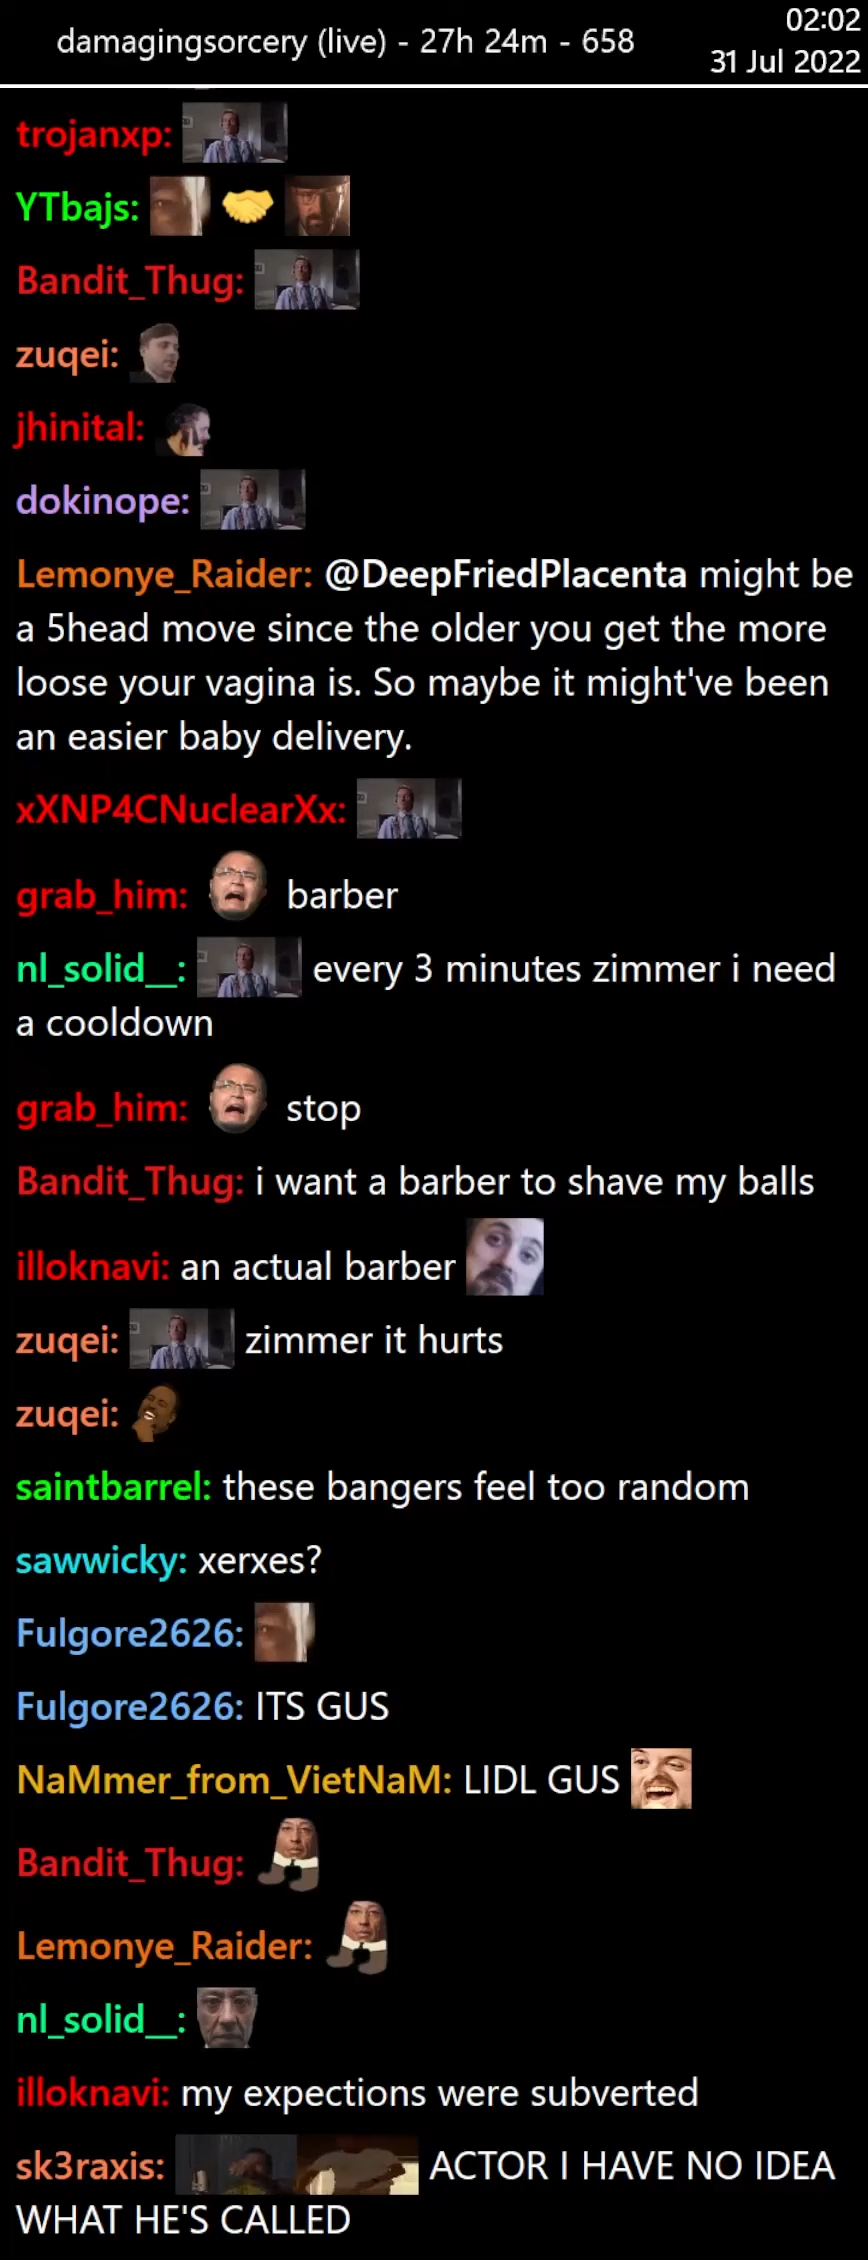 damagingsorcery (live) - 27h 24m - 658
02:02
31 Jul 2022
trojanxp:
YTbajs:
Bandit_Thug:
zuqei:
jhinital:
dokinope:
Lemonye_Raider: @DeepFriedPlacenta might be
a 5head move since the older you get the more
loose your vagina is. So maybe it might've been
an easier baby delivery.
xXNP4CNuclearXx:
grab_him: barber
nl_solid__: every 3 minutes zimmer i need
a cooldown
grab_him: stop
Bandit_Thug: i want a barber to shave my balls
illoknavi: an actual barber
zuqei: zimmer it hurts
zuqei:
saintbarrel: these bangers feel too random
sawwicky: xerxes?
Fulgore2626:
Fulgore2626: ITS GUS
NaMmer_from_VietNaM: LIDL GUS
Bandit_Thug:
Lemonye_Raider:
nl_solid__:
illoknavi: my expections were subverted
sk3raxis: ACTOR I HAVE NO IDEA
WHAT HE'S CALLED